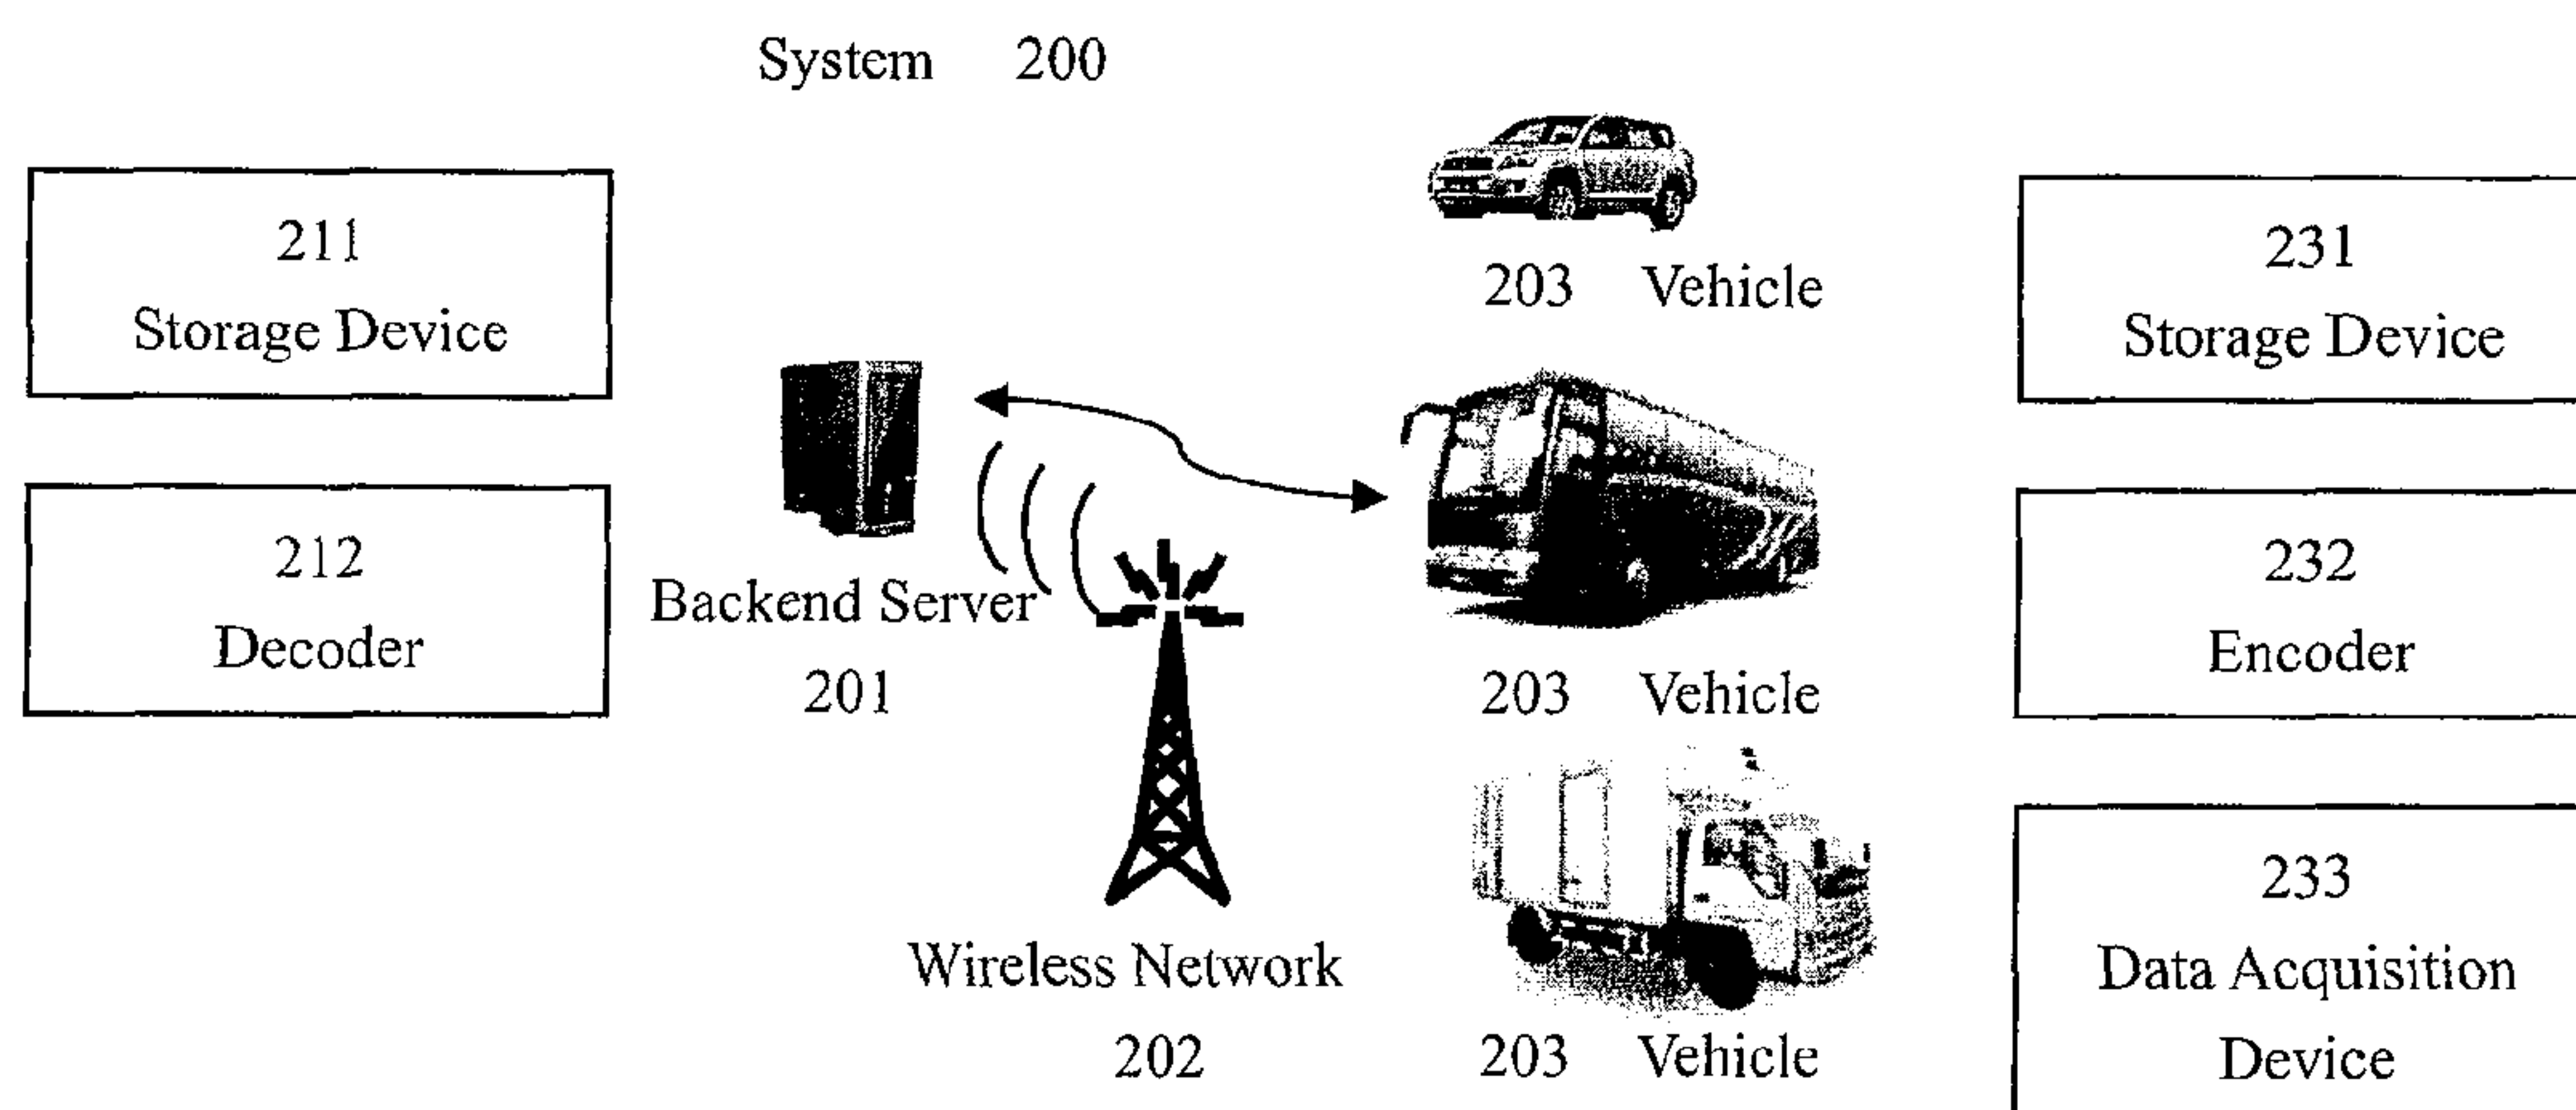 System 200
211
Storage Device
212
Decoder
Backend Server
201
Wireless Network
202
203 Vehicle
203 Vehicle
203 Vehicle
231
Storage Device
232
Encoder
233
Data Acquisition
Device